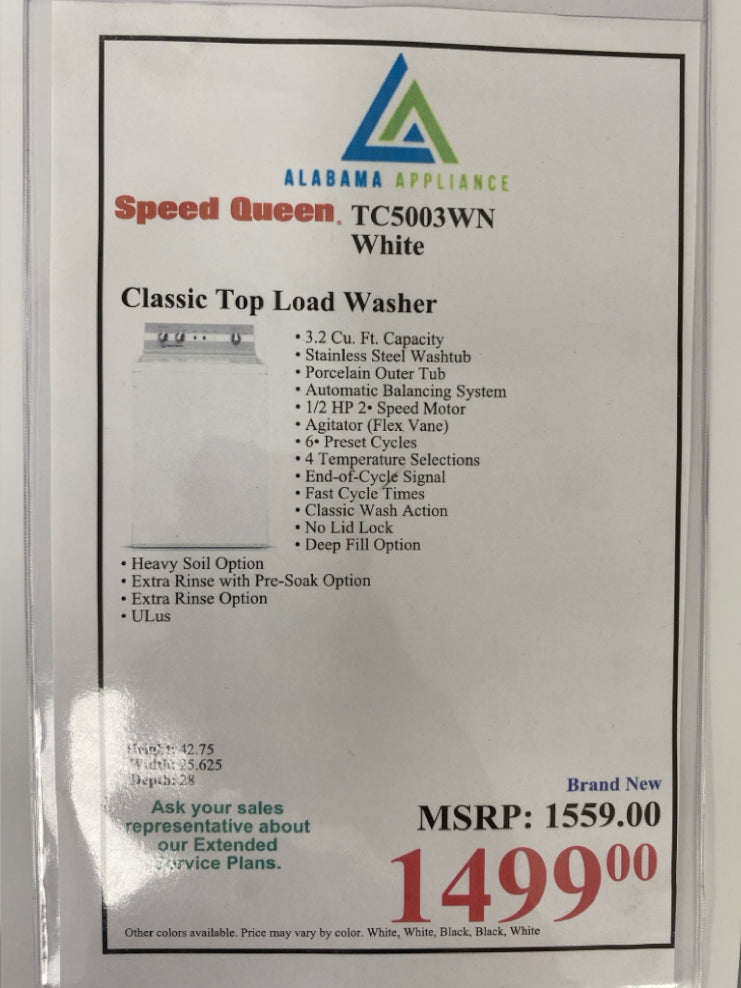 ALABAMA APPLIANCE
Speed Queen. TC5003WN
White
Classic Top Load Washer
• 3.2 Cu. Ft. Capacity
• Stainless Steel Washtub
• Porcelain Outer Tub
• Automatic Balancing System
• 1/2 HP 2• Speed Motor
• Agitator (Flex Vane)
• 6• Preset Cycles
• 4 Temperature Selections
• End-of-Cycle Signal
• Fast Cycle Times
• Classic Wash Action
• No Lid Lock
• Deep Fill Option
• Heavy Soil Option
• Extra Rinse with Pre-Soak Option
• Extra Rinse Option
• ULus
Height: 42.75
Width: 25.625
Depth: 28
Ask your sales
representative about
our Extended
Service Plans.
Brand New
MSRP: 1559.00
149900
Other colors available. Price may vary by color. White, White, Black, Black, White